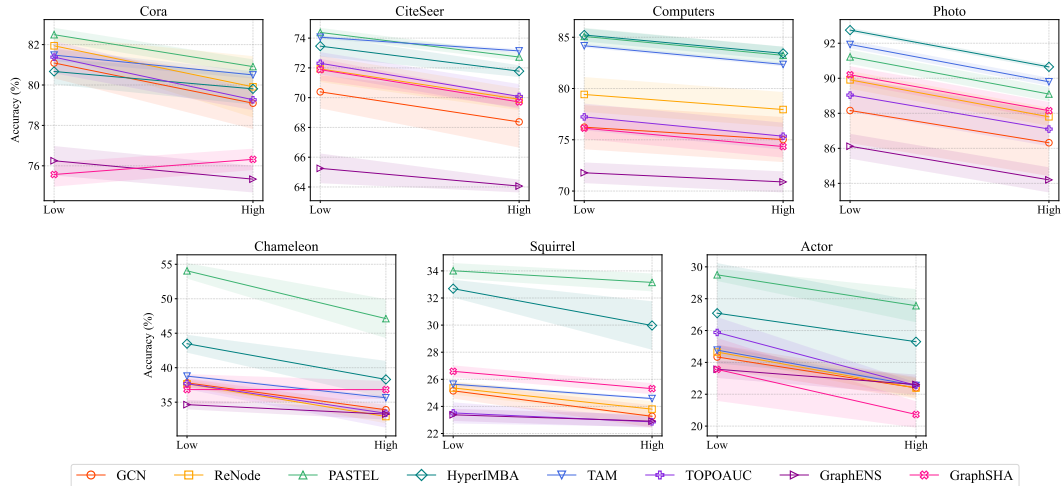 Cora
CiteSeer
Computers
Photo
Accuracy (%)
82
80
78
76
Low
High
74
72
70
68
66
64
Low
High
85
80
75
70
Low
High
92
90
88
86
84
Low
High
Chameleon
Squirrel
Actor
Accuracy (%)
55
50
45
40
35
Low
High
34
32
30
28
26
24
22
Low
High
30
28
26
24
22
20
Low
High
GCN ReNode PASTEL HyperIMBA TAM TOPOAUC GraphENS GraphSHA